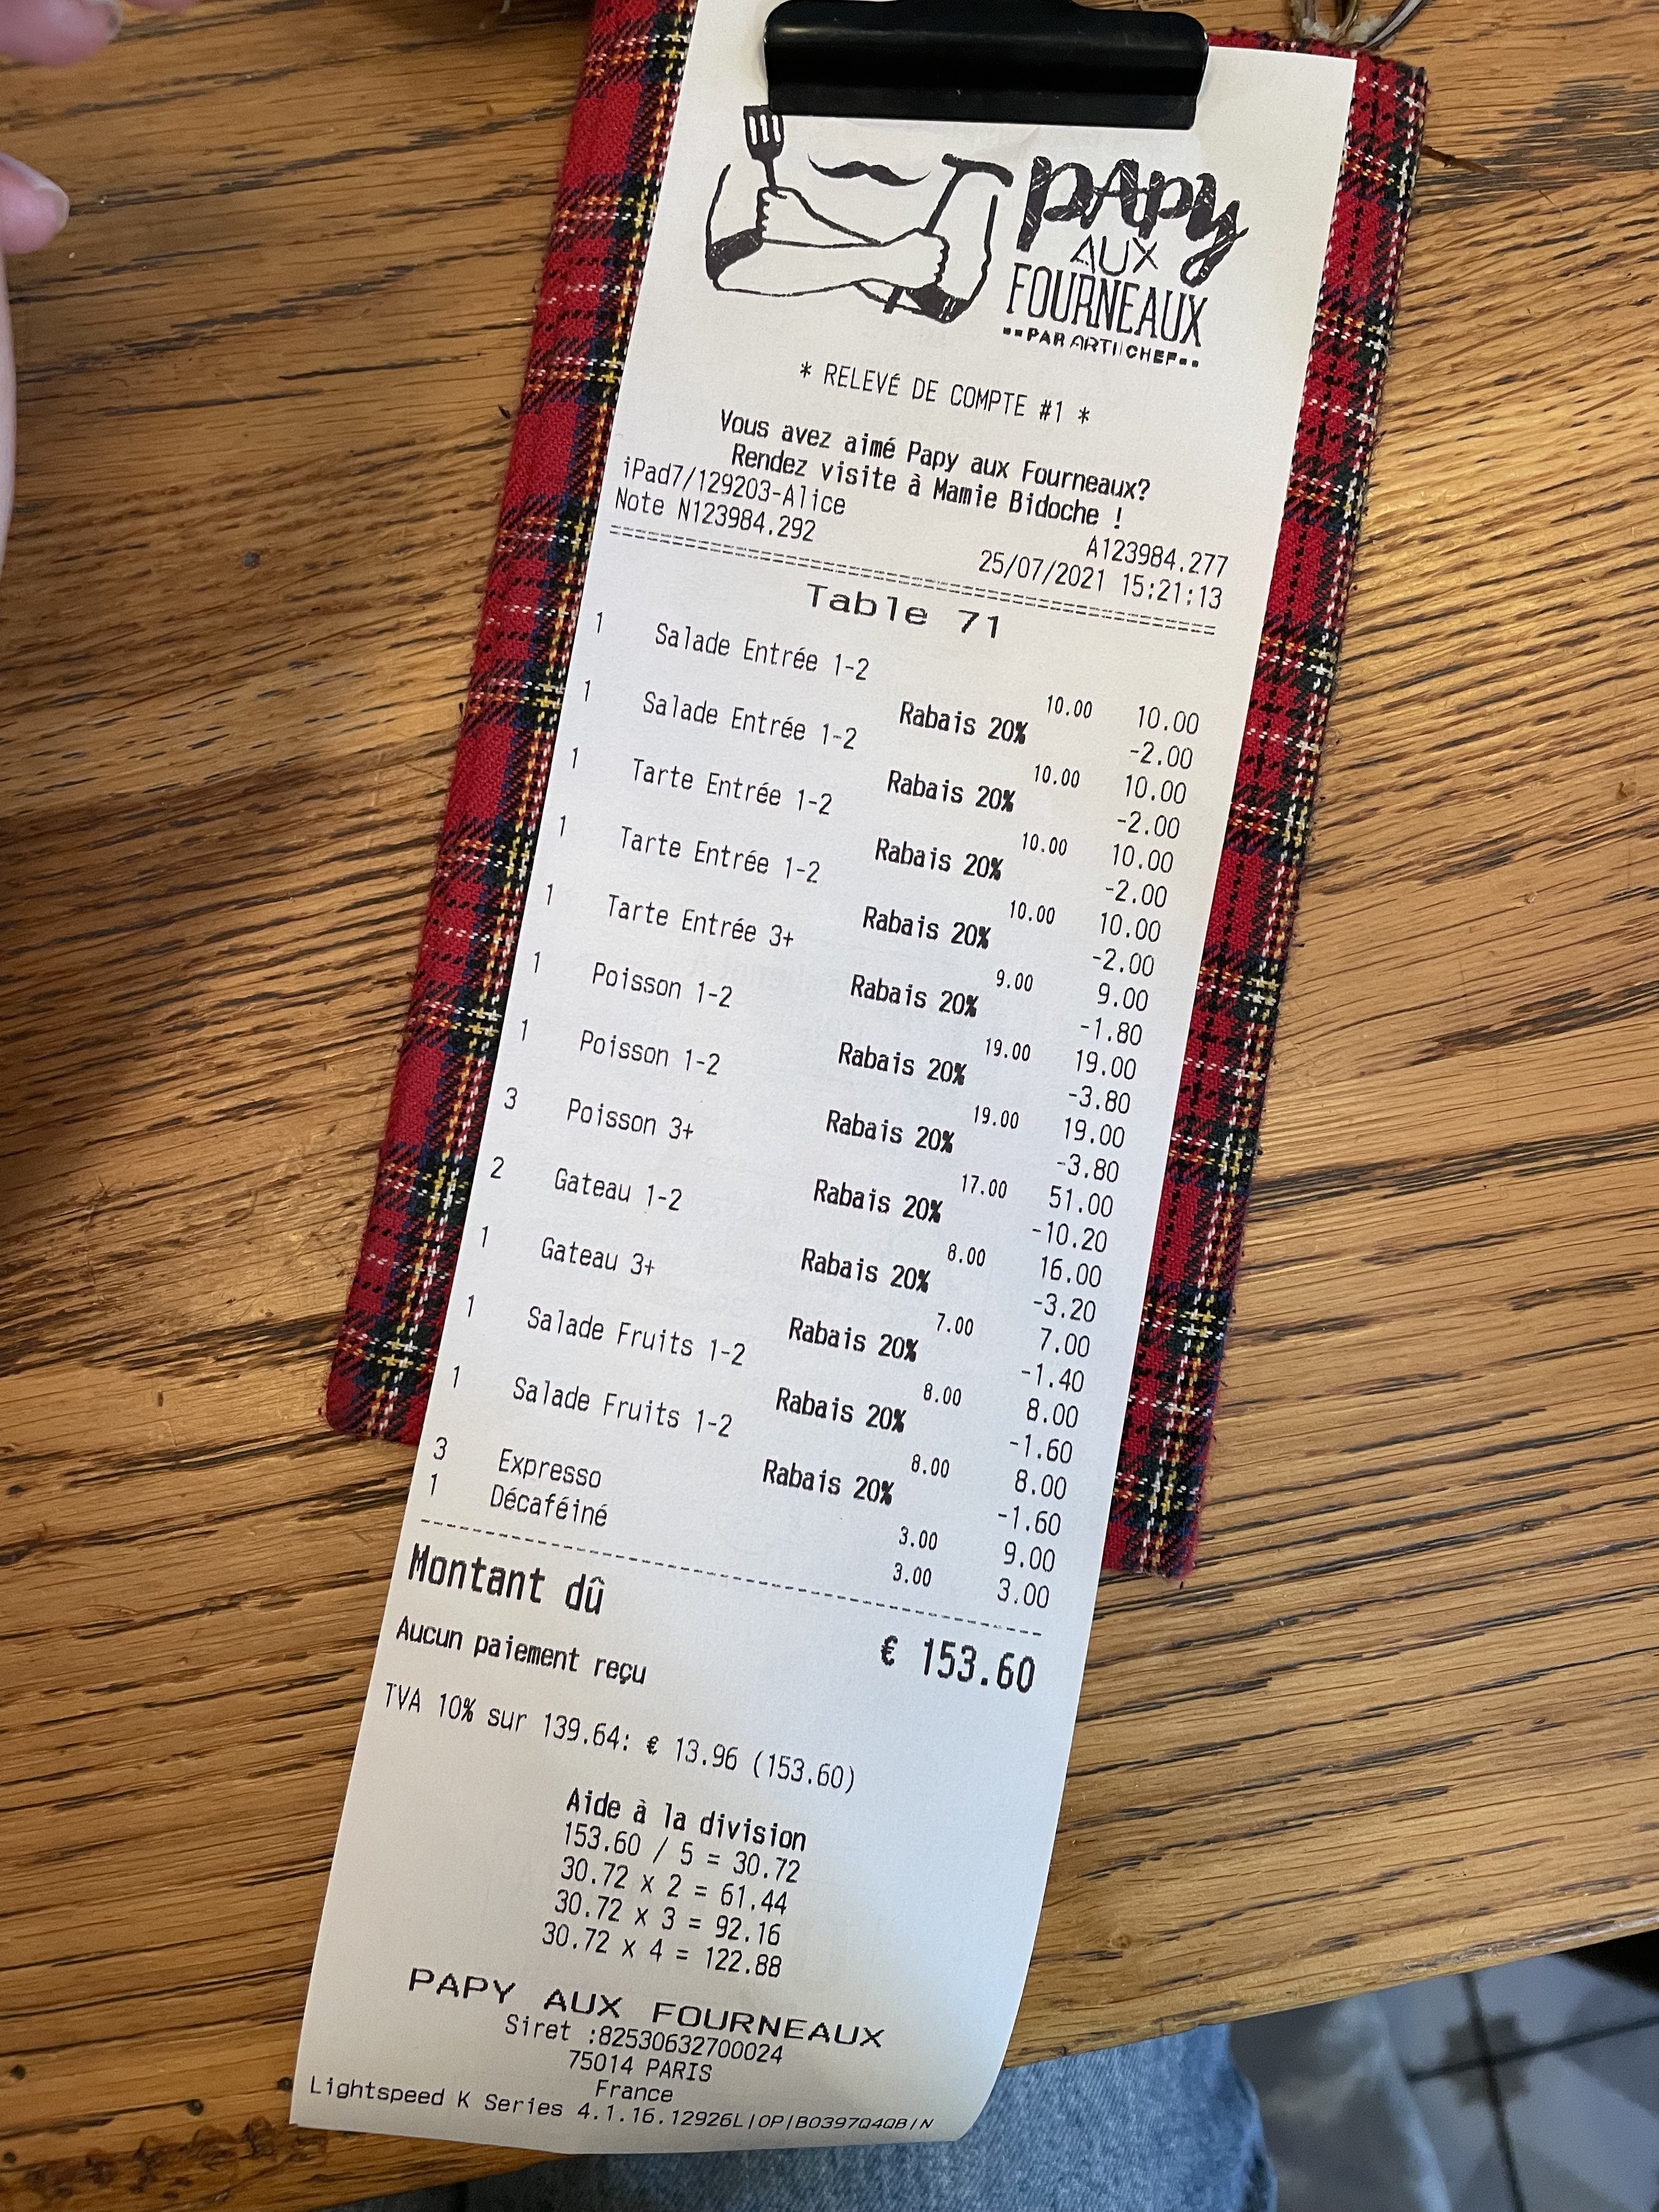 PAPY
AUX
FOURNEAUX
PAR ARTI|CHEF
* RELEVÉ DE COMPTE #1 *
Vous avez aimé Papy aux Fourneaux?
Rendez visite à Mamie Bidoche !
iPad7/129203-Alice A123984.277
Note N123984.292 25/07/2021 15:21:13
Table 71
1 Salade Entrée 1-2 10.00 10.00
Rabais 20% -2.00
1 Salade Entrée 1-2 10.00 10.00
Rabais 20% -2.00
1 Tarte Entrée 1-2 10.00 10.00
Rabais 20% -2.00
1 Tarte Entrée 1-2 10.00 10.00
Rabais 20% -2.00
1 Tarte Entrée 3+ 9.00 9.00
Rabais 20% -1.80
1 Poisson 1-2 19.00 19.00
Rabais 20% -3.80
1 Poisson 1-2 19.00 19.00
Rabais 20% -3.80
3 Poisson 3+ 17.00 51.00
Rabais 20% -10.20
2 Gateau 1-2 8.00 16.00
Rabais 20% -3.20
1 Gateau 3+ 7.00 7.00
Rabais 20% -1.40
1 Salade Fruits 1-2 8.00 8.00
Rabais 20% -1.60
1 Salade Fruits 1-2 8.00 8.00
Rabais 20% -1.60
3 Expresso 3.00 9.00
1 Décaféiné 3.00 3.00
Montant dû € 153.60
Aucun paiement reçu
TVA 10% sur 139.64: € 13.96 (153.60)
Aide à la division
153.60 / 5 = 30.72
30.72 x 2 = 61.44
30.72 x 3 = 92.16
30.72 x 4 = 122.88
PAPY AUX FOURNEAUX
Siret :82530632700024
75014 PARIS
France
Lightspeed K Series 4.1.16.12926L|OP|B0397Q4QB/N